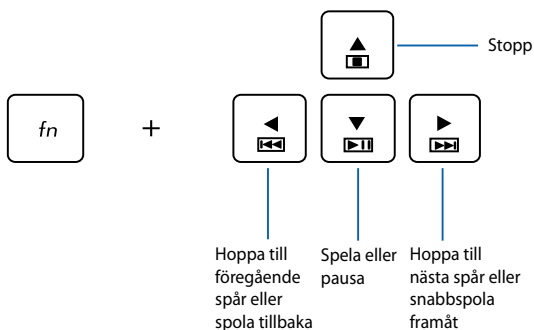 Stopp
fn
+
Hoppa till
föregående
spår eller
spola tillbaka
Spela eller
pausa
Hoppa till
nästa spår eller
snabbspola
framåt